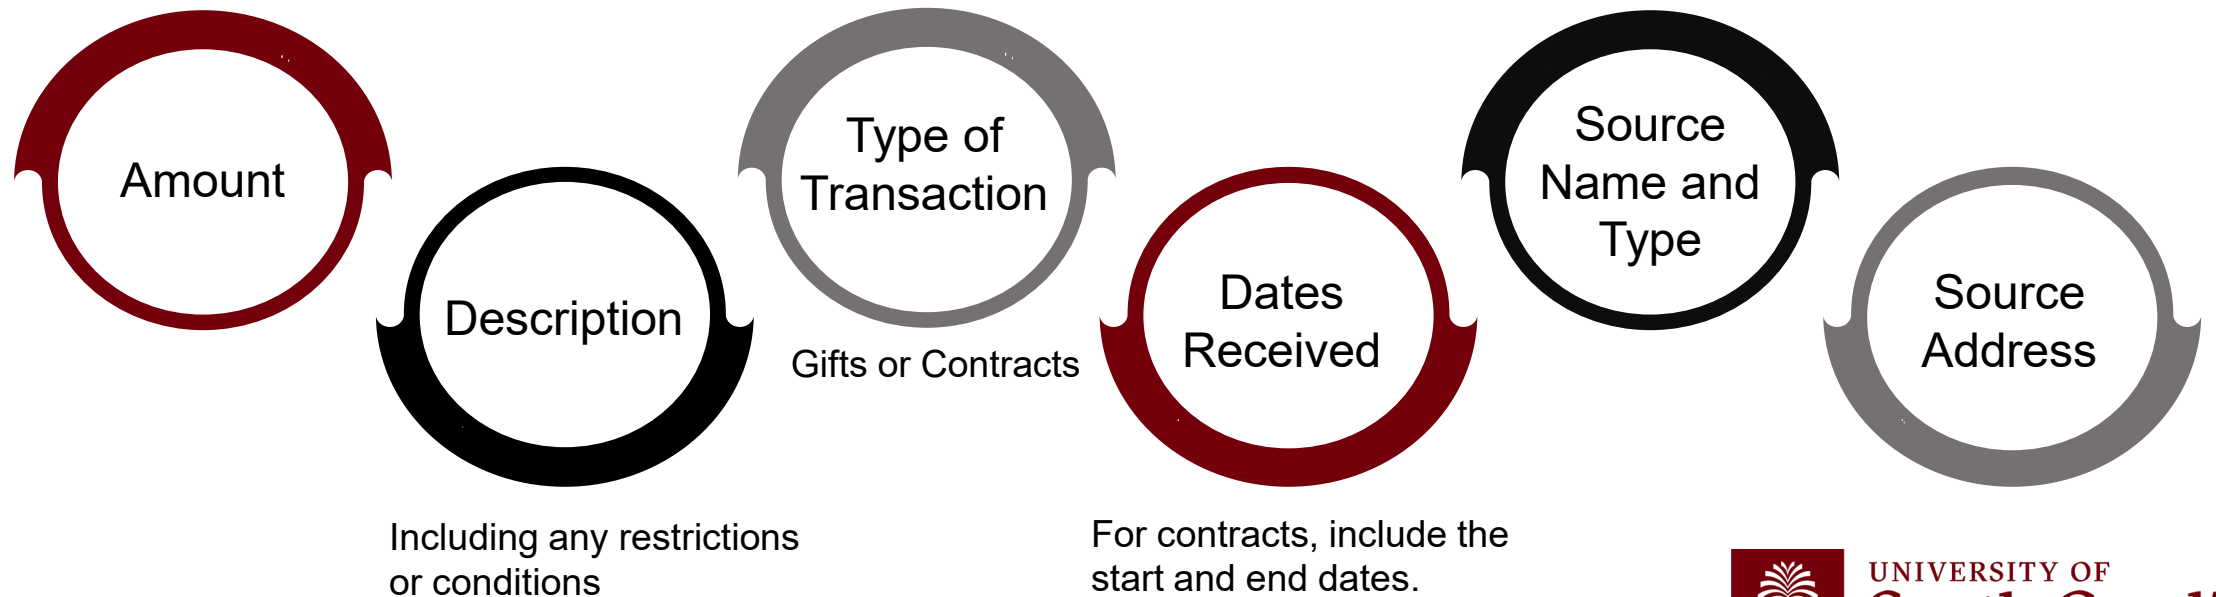 Amount
Description
Including any restrictions
or conditions
Type of
Transaction
Gifts or Contracts
Dates
Received
For contracts, include the
start and end dates.
Source
Name and
Type
Source
Address
UNIVERSITY OF